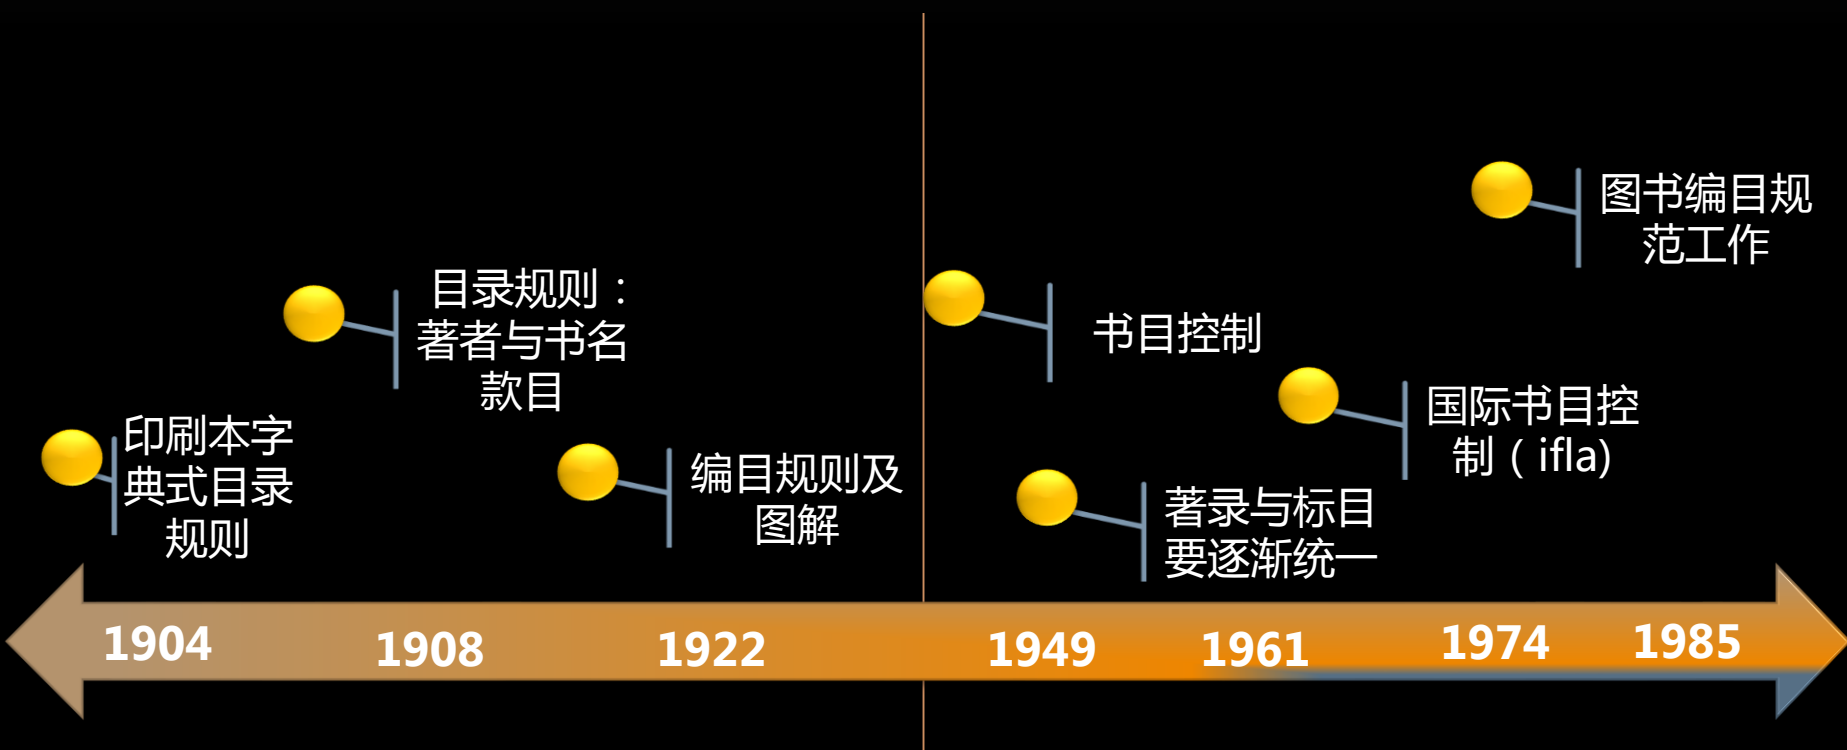 印刷本字
典式目录
规则
目录规则：
著者与书名
款目
编目规则及
图解
书目控制
著录与标目
要逐渐统一
国际书目控
制（ifla)
图书编目规
范工作
1904
1908
1922
1949
1961
1974
1985